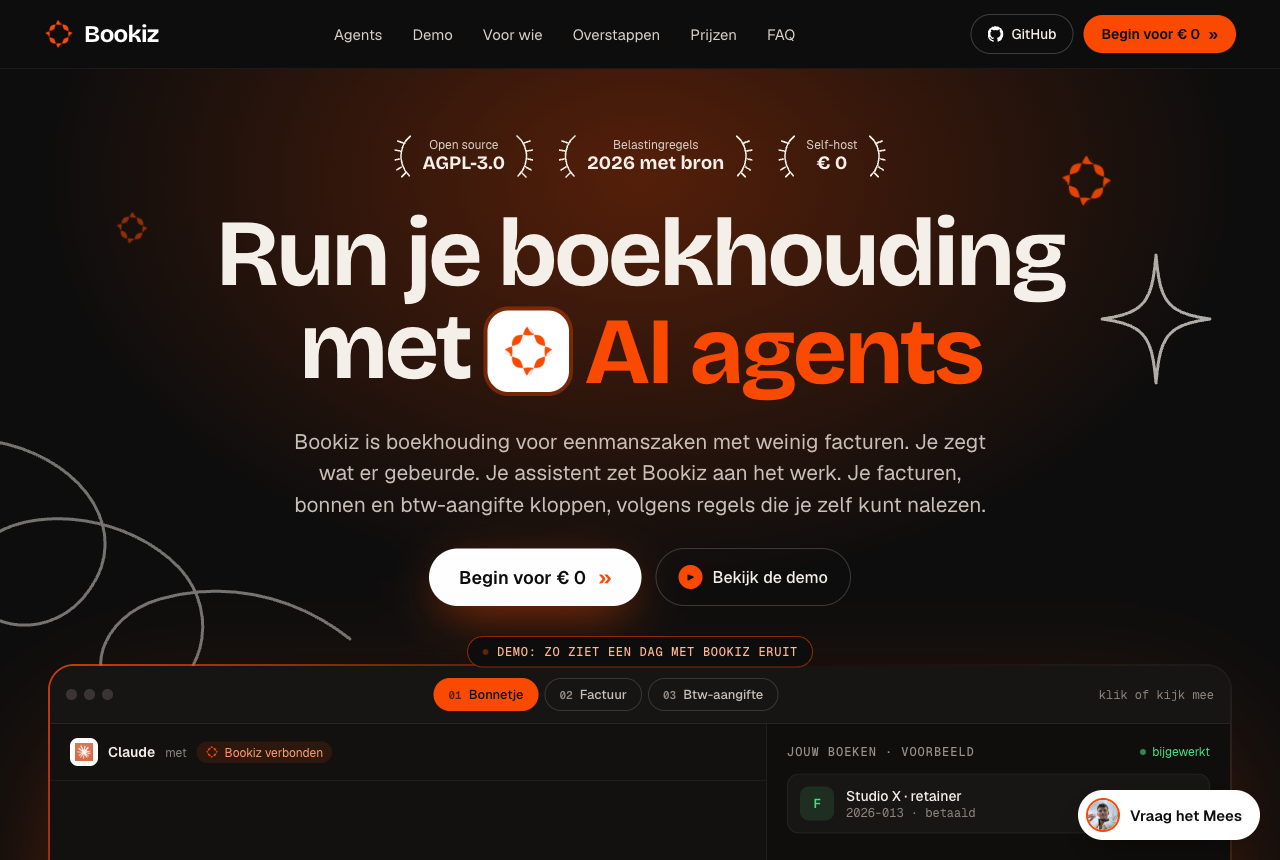 Bookiz
Agents
Demo
Voor wie
Overstappen
Prijzen
FAQ
GitHub
Begin voor € 0 »
Open source
AGPL-3.0
Belastingregels
2026 met bron
Self-host
€ 0
Run je boekhouding
met AI agents
Bookiz is boekhouding voor eenmanszaken met weinig facturen. Je zegt
wat er gebeurde. Je assistent zet Bookiz aan het werk. Je facturen,
bonnen en btw-aangifte kloppen, volgens regels die je zelf kunt nalezen.
Begin voor € 0 »
Bekijk de demo
DEMO: ZO ZIET EEN DAG MET BOOKIZ ERUIT
01 Bonnetje
02 Factuur
03 Btw-aangifte
klik of kijk mee
Claude met Bookiz verbonden
JOUW BOEKEN · VOORBEELD
bijgewerkt
F
Studio X · retainer
2026-013 · betaald
Vraag het Mees